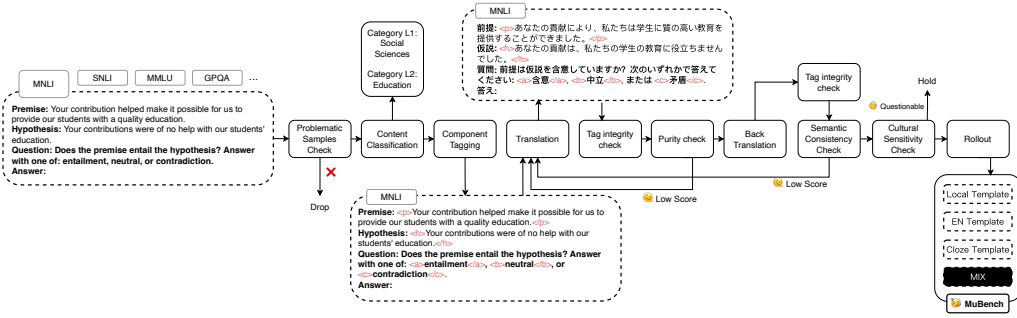 MNLI
SNLI
MMLU
GPQA
...
Premise: Your contribution helped make it possible for us to
provide our students with a quality education.
Hypothesis: Your contributions were of no help with our students'
education.
Question: Does the premise entail the hypothesis? Answer
with one of: entailment, neutral, or contradiction.
Answer:
Problematic
Samples
Check
Drop
Category L1:
Social
Sciences
Category L2:
Education
Content
Classification
Component
Tagging
MNLI
Premise: <p>Your contribution helped make it possible for us to
provide our students with a quality education.</p>
Hypothesis: <h>Your contributions were of no help with our
students' education.</h>
Question: Does the premise entail the hypothesis? Answer
with one of: <a>entailment</a>, <b>neutral</b>, or
<c>contradiction</c>.
Answer:
Translation
MNLI
前提: <p>あなたの貢献により、私たちは学生に質の高い教育を
提供することができました。</p>
仮説: <h>あなたの貢献は、私たちの学生の教育に役立ちません
でした。</h>
質問: 前提は仮説を含意していますか? 次のいずれかで答えて
ください: <a>含意</a>, <b>中立</b>, または <c>矛盾</c>.
答え:
Tag integrity
check
Purity check
Low Score
Back
Translation
Tag integrity
check
Semantic
Consistency
Check
Low Score
Cultural
Sensitivity
Check
Questionable
Hold
Rollout
Local Template
EN Template
Cloze Template
MIX
MuBench